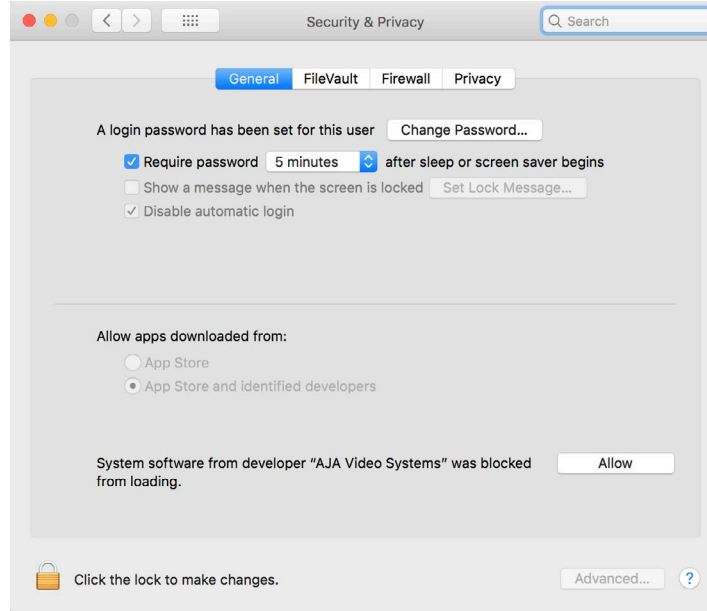 Security & Privacy
Search
General
FileVault
Firewall
Privacy
A login password has been set for this user
Change Password...
Require password
5 minutes
after sleep or screen saver begins
Show a message when the screen is locked
Set Lock Message...
Disable automatic login
Allow apps downloaded from:
App Store
App Store and identified developers
System software from developer “AJA Video Systems” was blocked
from loading.
Allow
Click the lock to make changes.
Advanced...
?